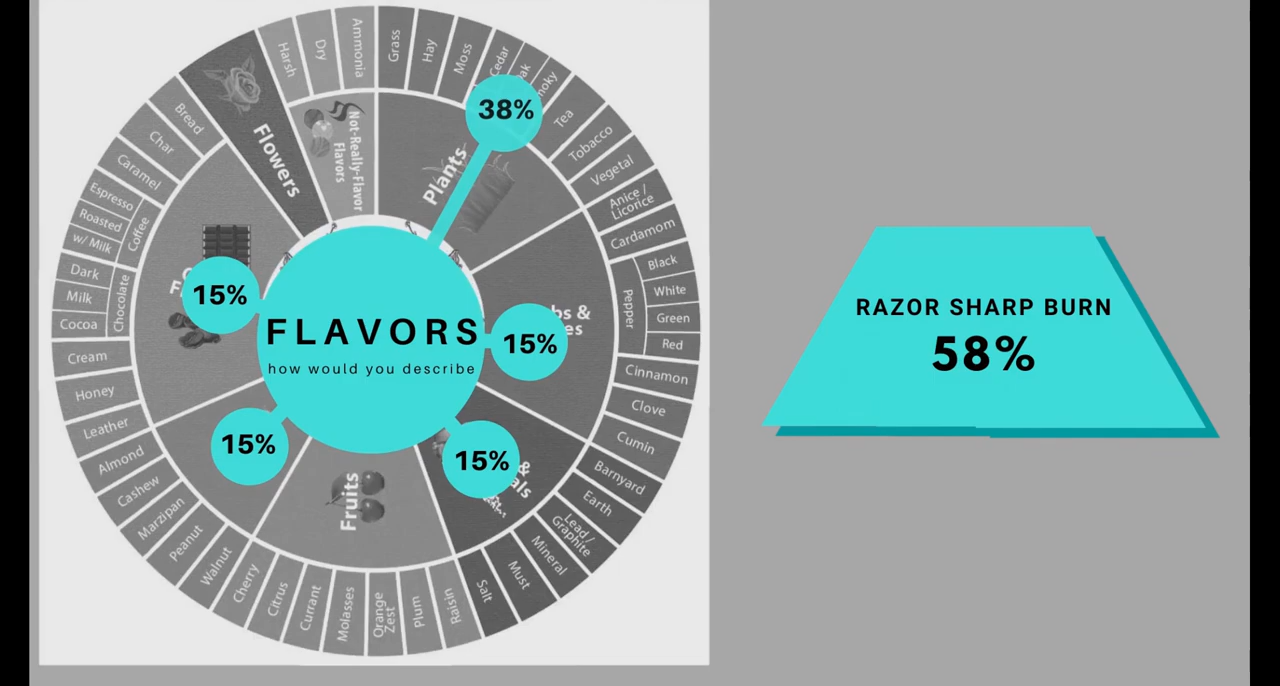 Flowers
Harsh
Dry
Ammonia
Not-Really-Flavor
Flavors
Grass
Hay
Moss
Cedar
38%
Plants
Tea
Tobacco
Vegetal
Anice /
Licorice
Cardamom
Pepper
Black
White
Green
Red
Cinnamon
Clove
Cumin
15%
Barnyard
Earth
Lead /
Graphite
Mineral
Must
Salt
15%
Fruits
Raisin
Plum
Orange
Zest
Molasses
Currant
Citrus
Cherry
15%
Walnut
Peanut
Marzipan
Cashew
Almond
15%
Leather
Honey
Cream
Chocolate
Cocoa
Milk
Dark
Coffee
w/ Milk
Roasted
Espresso
Caramel
Char
Bread
FLAVORS
how would you describe
RAZOR SHARP BURN
58%